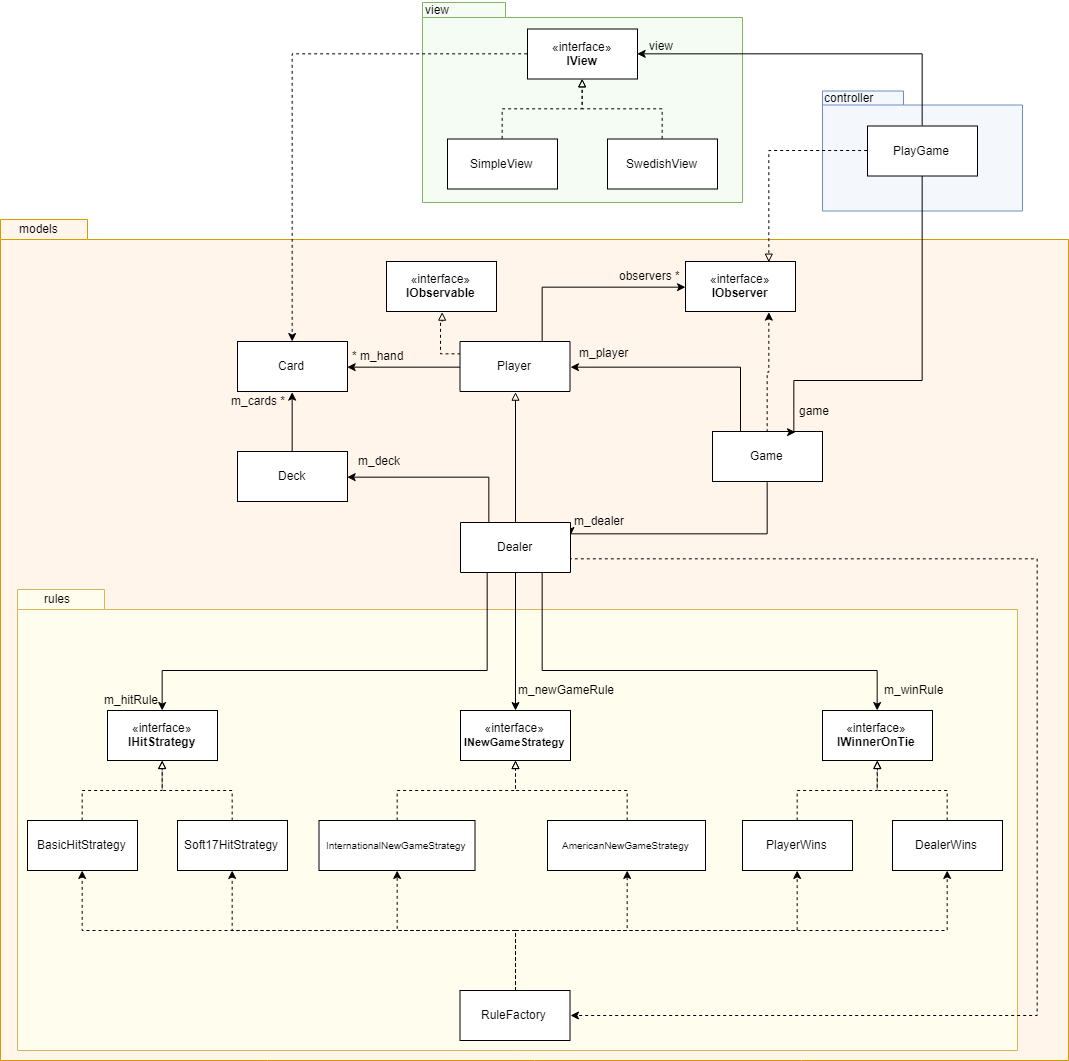 view
«interface»
IView
view
controller
PlayGame
SimpleView
SwedishView
models
«interface»
IObservable
observers *
«interface»
IObserver
Card
* m_hand
Player
m_player
m_cards *
game
Deck
m_deck
Game
m_dealer
Dealer
rules
m_hitRule
m_newGameRule
m_winRule
«interface»
IHitStrategy
«interface»
INewGameStrategy
«interface»
IWinnerOnTie
BasicHitStrategy
Soft17HitStrategy
InternationalNewGameStrategy
AmericanNewGameStrategy
PlayerWins
DealerWins
RuleFactory